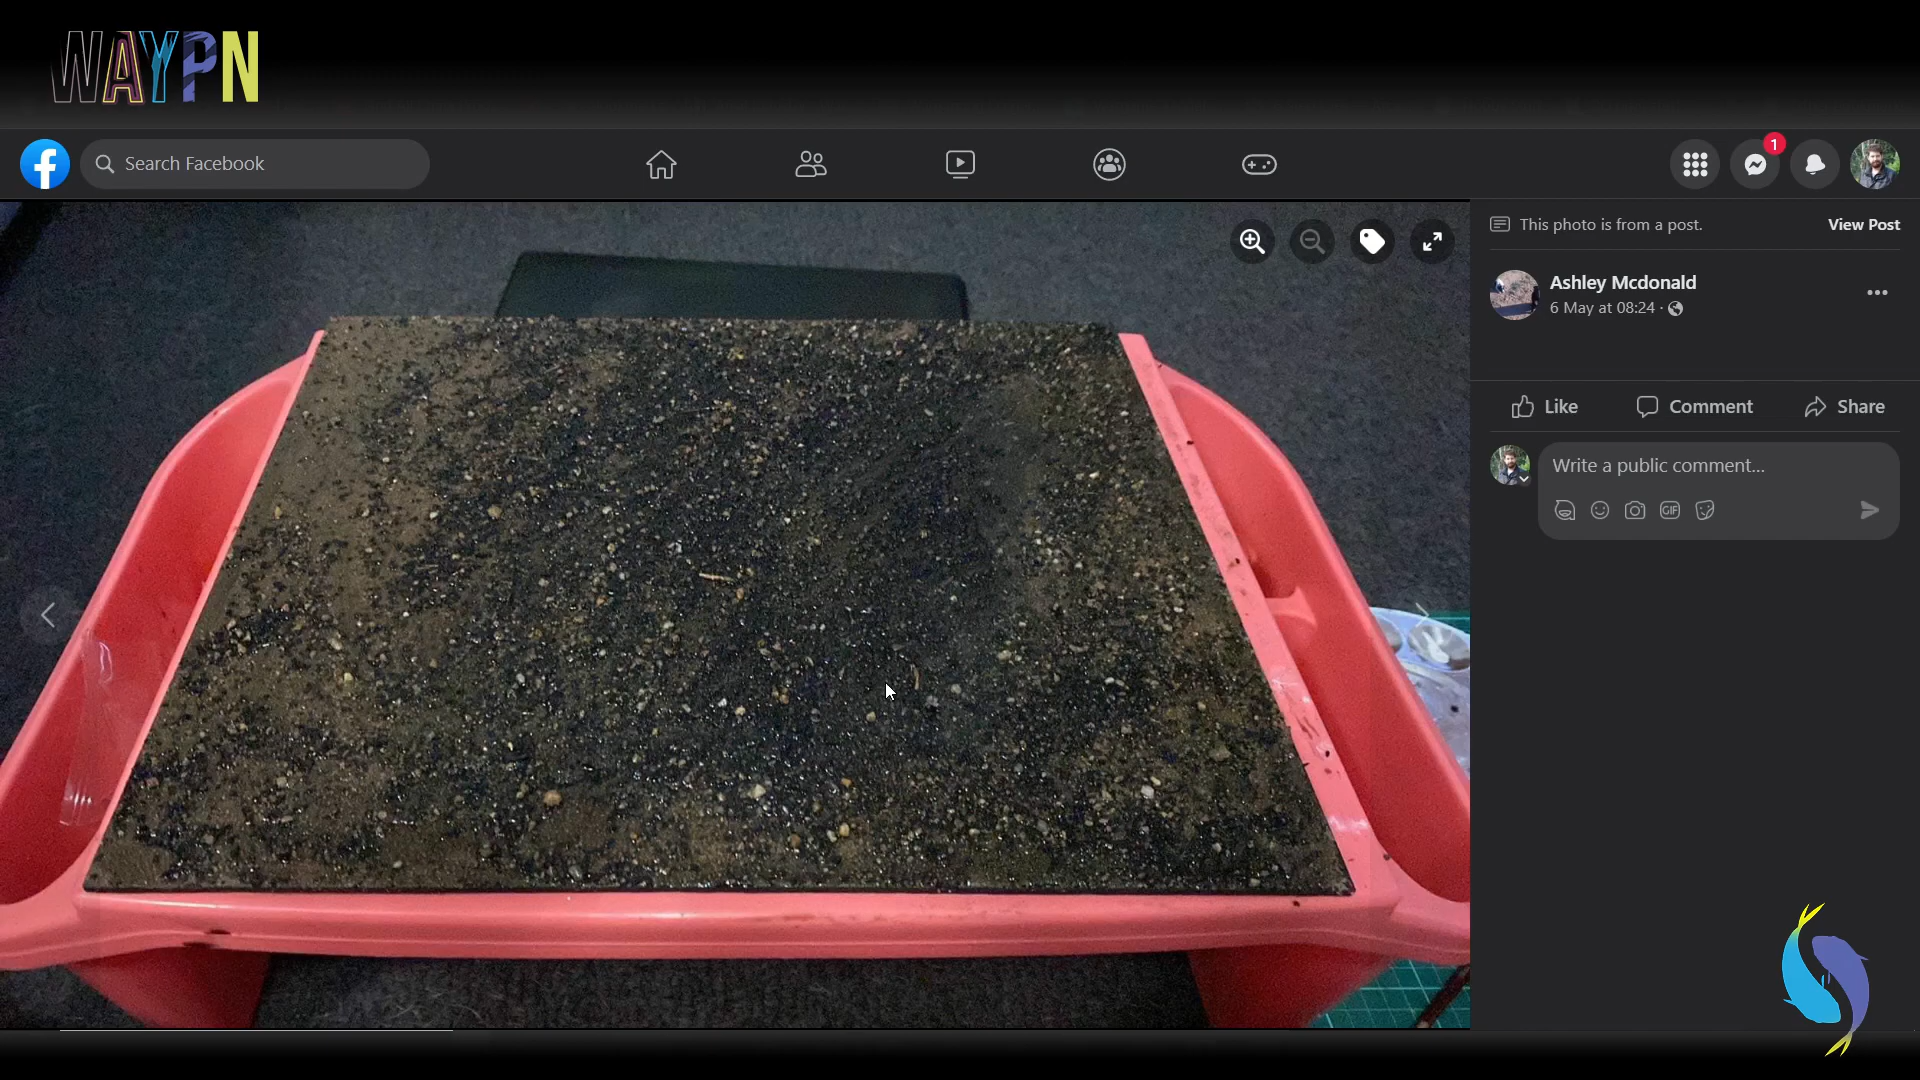 WAYPN
Search Facebook
1
This photo is from a post.
View Post
Ashley Mcdonald
6 May at 08:24 ·
Like
Comment
Share
Write a public comment...
GIF